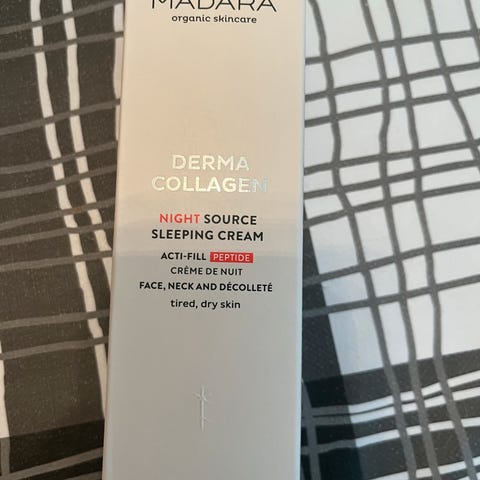 MÁDARA
organic skincare
DERMA
COLLAGEN
NIGHT SOURCE
SLEEPING CREAM
ACTI-FILL PEPTIDE
CRÈME DE NUIT
FACE, NECK AND DÉCOLLETÉ
tired, dry skin